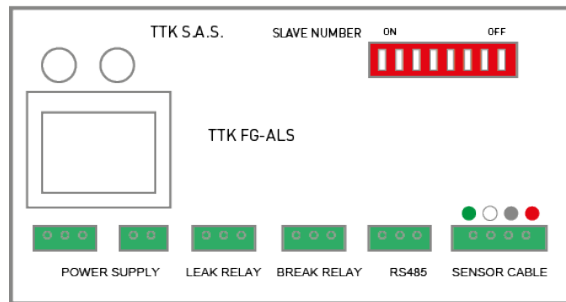 TTK S.A.S.
SLAVE NUMBER
ON
OFF
TTK FG-ALS
POWER SUPPLY
LEAK RELAY
BREAK RELAY
RS485
SENSOR CABLE